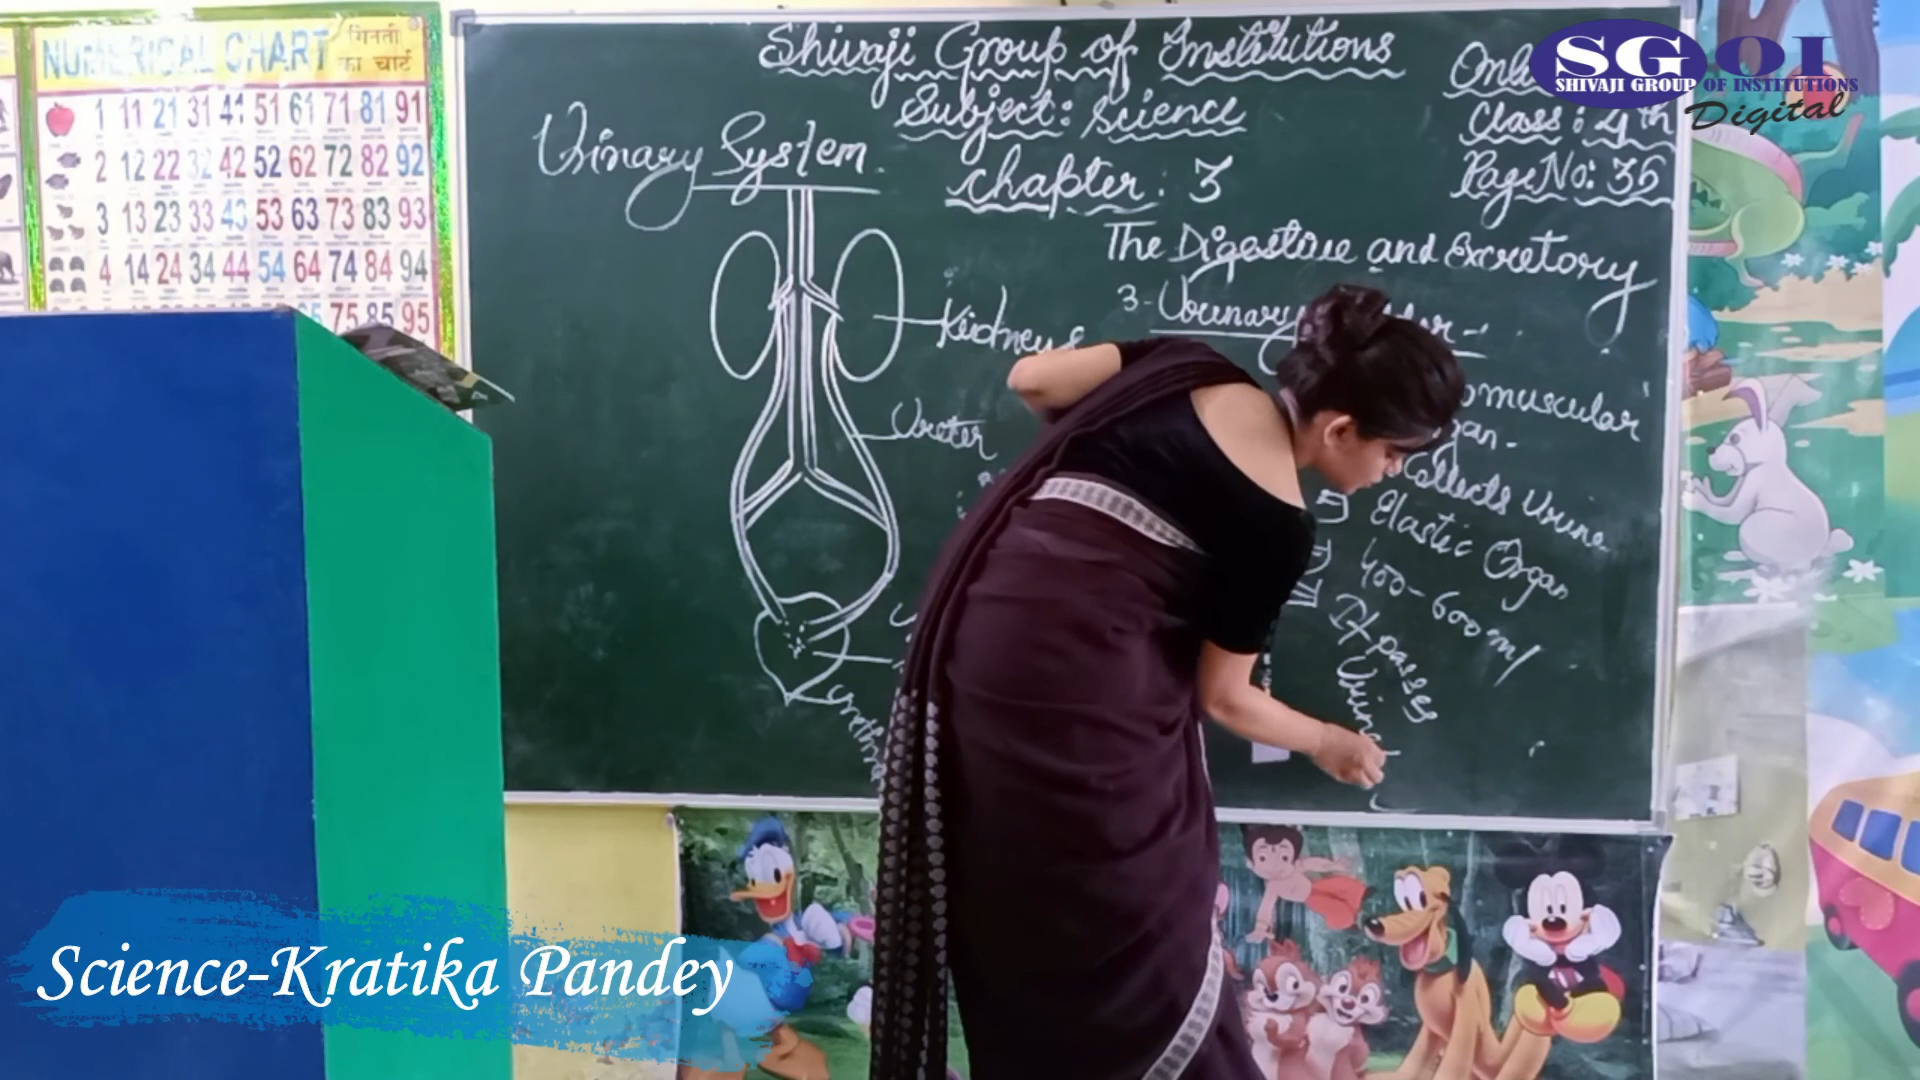 NUMERICAL CHART
गिनती
का चार्ट
1 11 21 31 41 51 61 71 81 91
2 12 22 32 42 52 62 72 82 92
3 13 23 33 43 53 63 73 83 93
4 14 24 34 44 54 64 74 84 94
75 85 95
Shivaji Group of Institutions
Subject: Science
Chapter: 3
Class: 4th
Page No: 36
SGOI
SHIVAJI GROUP OF INSTITUTIONS
Digital
Urinary System
Kidneys
Ureter
Urethra
The Digestive and Excretory
3-
Collects Urine
Elastic Organ
400-600 ml
It passes
Science-Kratika Pandey